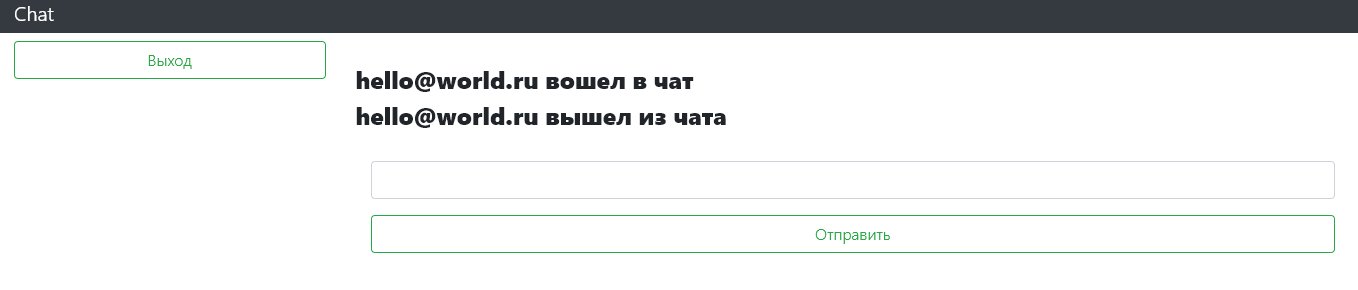 Chat
Выход
hello@world.ru вошел в чат
hello@world.ru вышел из чата
Отправить